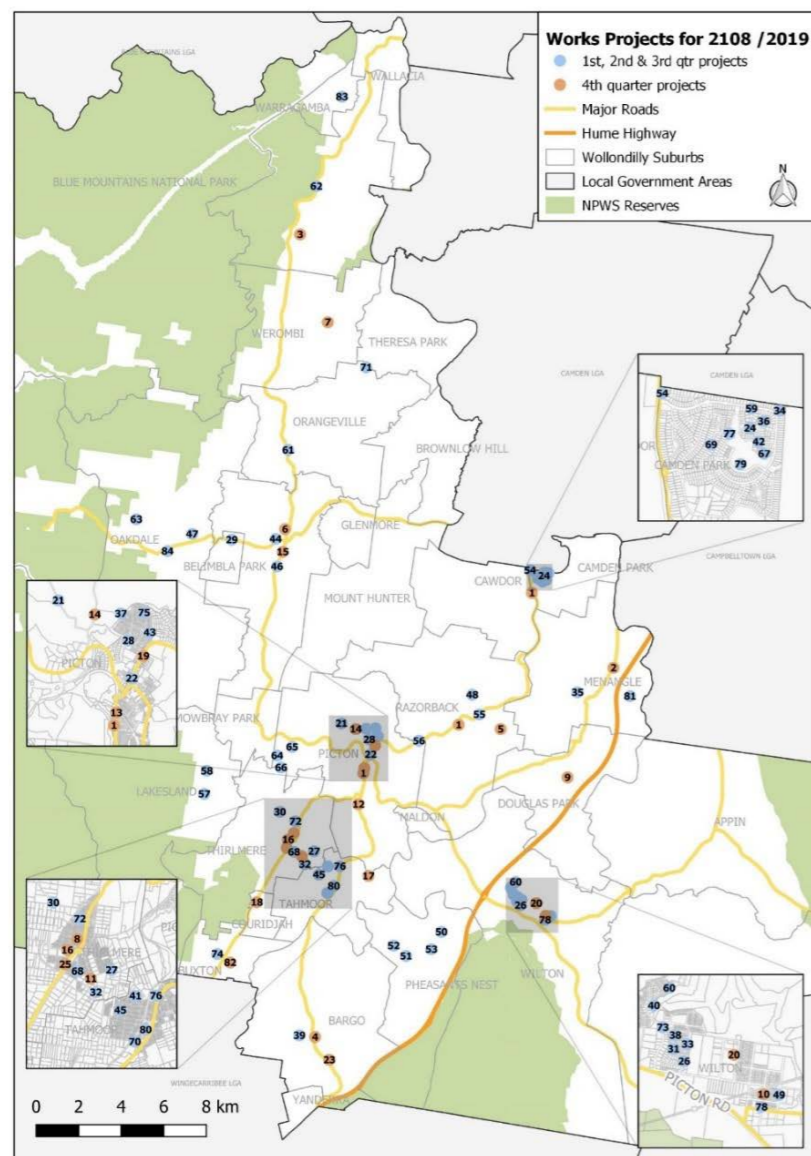 Works Projects for 2108 /2019
1st, 2nd & 3rd qtr projects
4th quarter projects
Major Roads
Hume Highway
Wollondilly Suburbs
Local Government Areas
NPWS Reserves
N
BLUE MOUNTAINS LGA
WALLACIA
83
WARRAGAMBA
BLUE MOUNTAINS NATIONAL PARK
62
3
7
WEROMBI
THERESA PARK
71
CAMDEN LGA
ORANGEVILLE
BROWNLOW HILL
61
63
47
6
GLENMORE
OAKDALE
29
44
84
15
BELIMBLA PARK
46
54
24
CAWDOR
CAMDEN PARK
CAMPBELLTOWN LGA
1
MOUNT HUNTER
2
MENANGLE
48
35
81
RAZORBACK
55
21
14
1
5
MOWBRAY PARK
28
56
65
PICTON
22
64
66
1
58
9
57
LAKESLAND
12
DOUGLAS PARK
MALDON
30
APPIN
72
16
THIRLMERE
68
27
32
76
45
17
60
80
18
TAHMOOR
26
20
COURIDJAH
78
50
74
52
53
82
51
BUXTON
WILTON
PHEASANTS NEST
BARGO
39
4
23
WINGECARRIBEE LGA
YANDERRA
0 2 4 6 8 km
CAMDEN LGA
54
59
34
36
24
77
69
42
67
CAMDEN PARK
79
21
14
37
75
43
28
19
PICTON
22
13
1
30
72
8
16
THIRLMERE
25
68
27
11
32
41
76
45
TAHMOOR
80
70
60
40
73
38
33
31
26
20
WILTON
10
49
78
PICTON RD